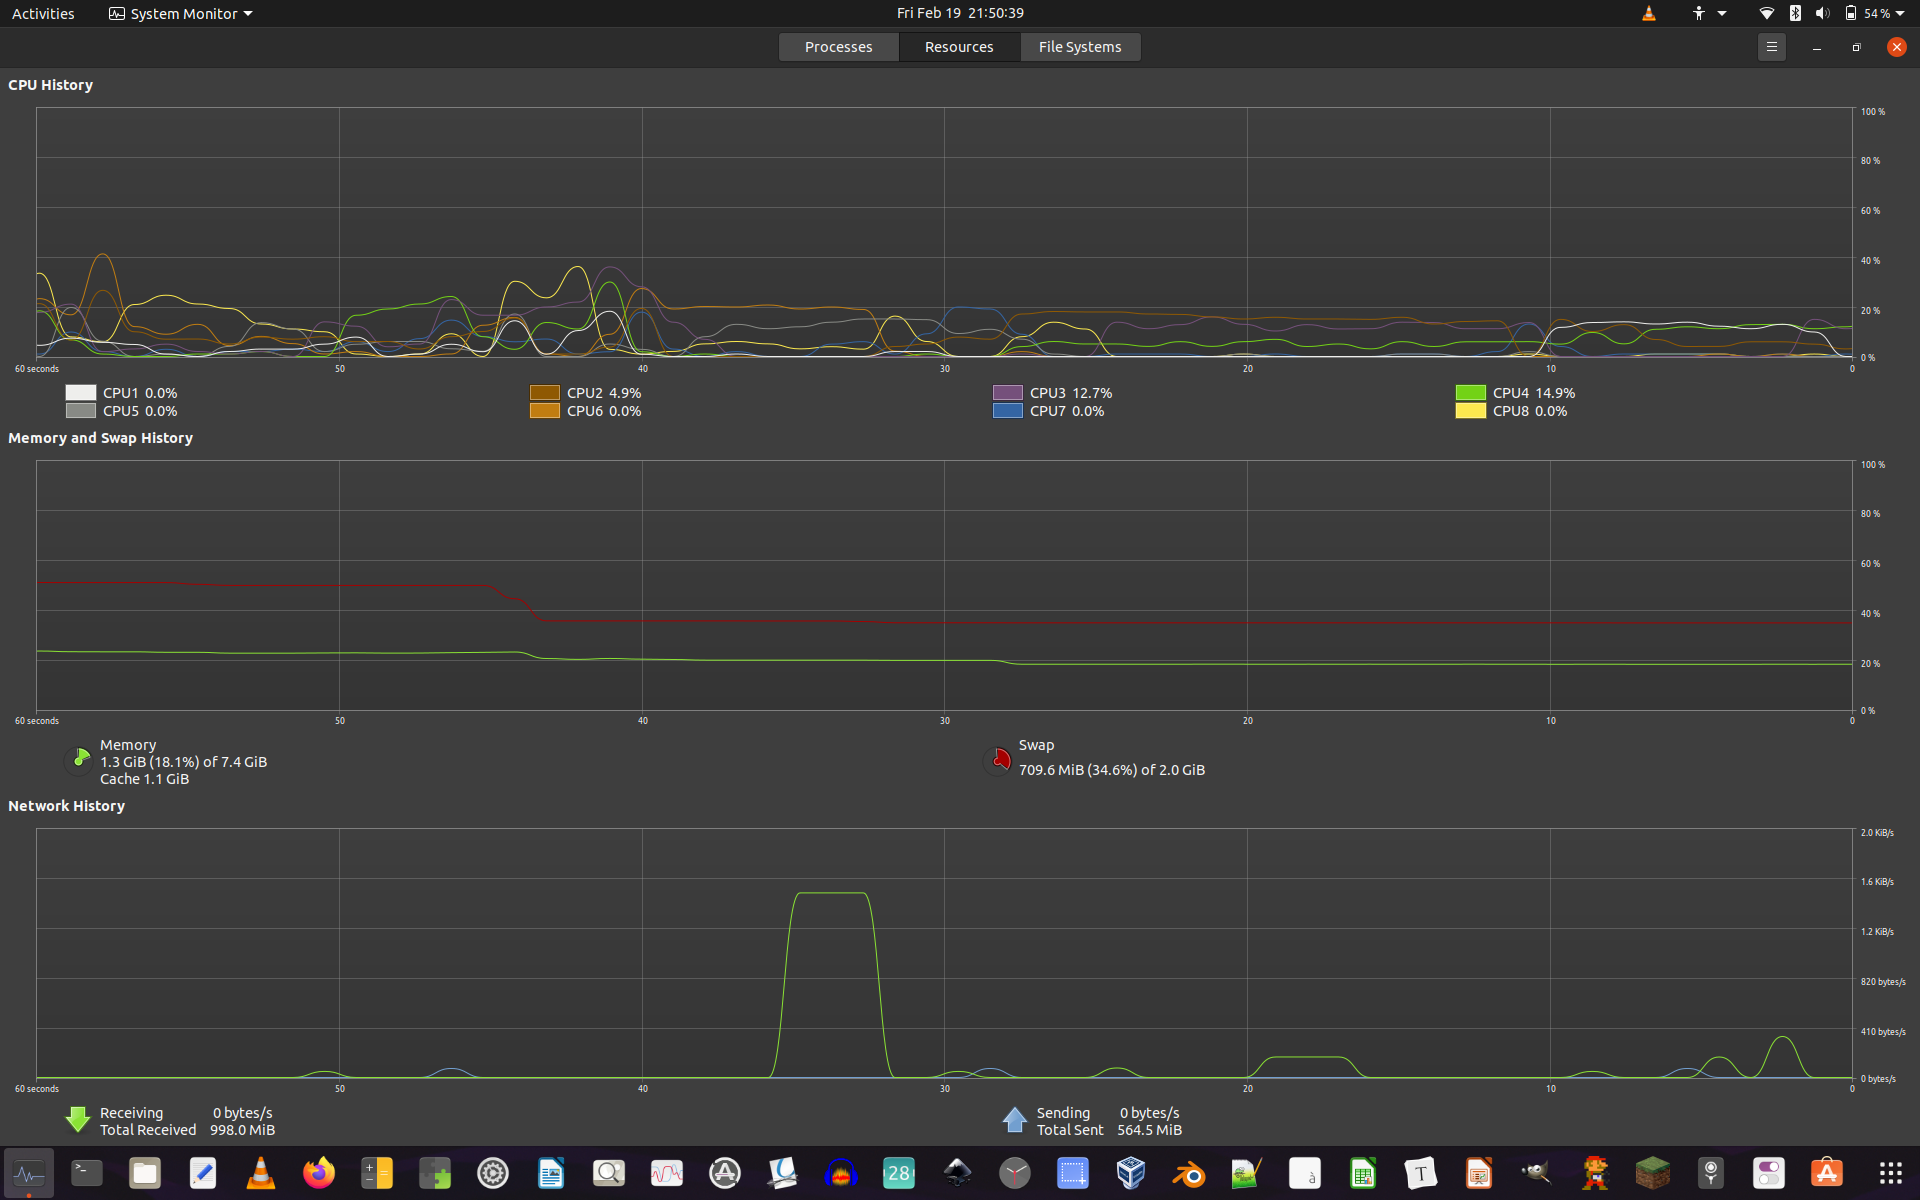 Activities System Monitor Fri Feb 19 21:50:39 54 %
Processes Resources File Systems
CPU History
100 %
80 %
60 %
40 %
20 %
0 %
60 seconds 50 40 30 20 10 0
CPU1 0.0% CPU2 4.9% CPU3 12.7% CPU4 14.9%
CPU5 0.0% CPU6 0.0% CPU7 0.0% CPU8 0.0%
Memory and Swap History
100 %
80 %
60 %
40 %
20 %
0 %
60 seconds 50 40 30 20 10 0
Memory Swap
1.3 GiB (18.1%) of 7.4 GiB 709.6 MiB (34.6%) of 2.0 GiB
Cache 1.1 GiB
Network History
2.0 KiB/s
1.6 KiB/s
1.2 KiB/s
820 bytes/s
410 bytes/s
0 bytes/s
60 seconds 50 40 30 20 10 0
Receiving 0 bytes/s Sending 0 bytes/s
Total Received 998.0 MiB Total Sent 564.5 MiB
28 à T